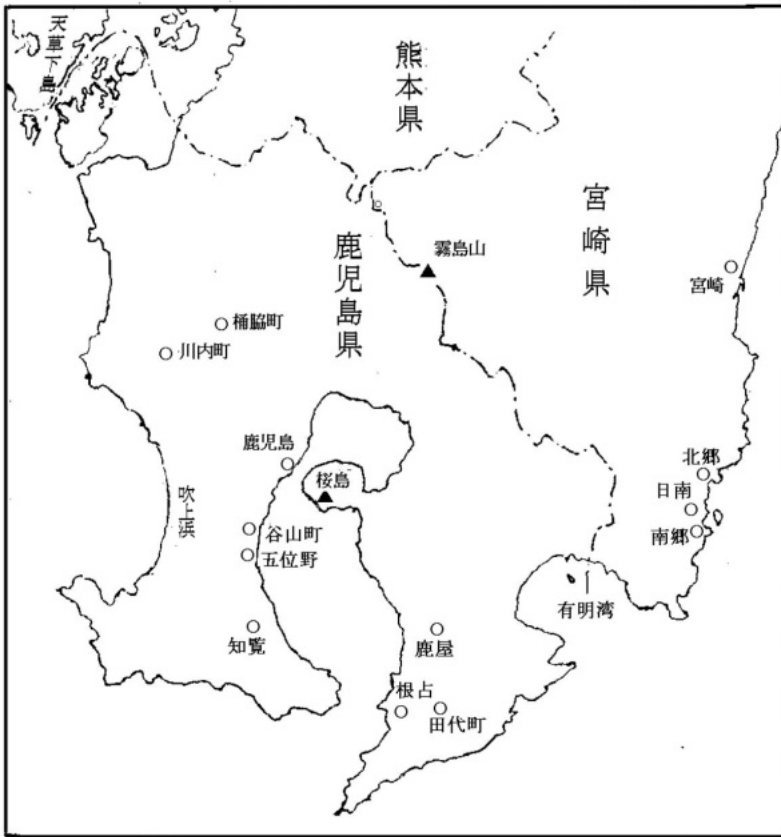 天草下島
熊本県
宮崎県
鹿児島県
霧島山
宮崎
桶脇町
川内町
鹿児島
桜島
北郷
日南
南郷
吹上浜
谷山町
五位野
有明湾
知覧
鹿屋
根占
田代町